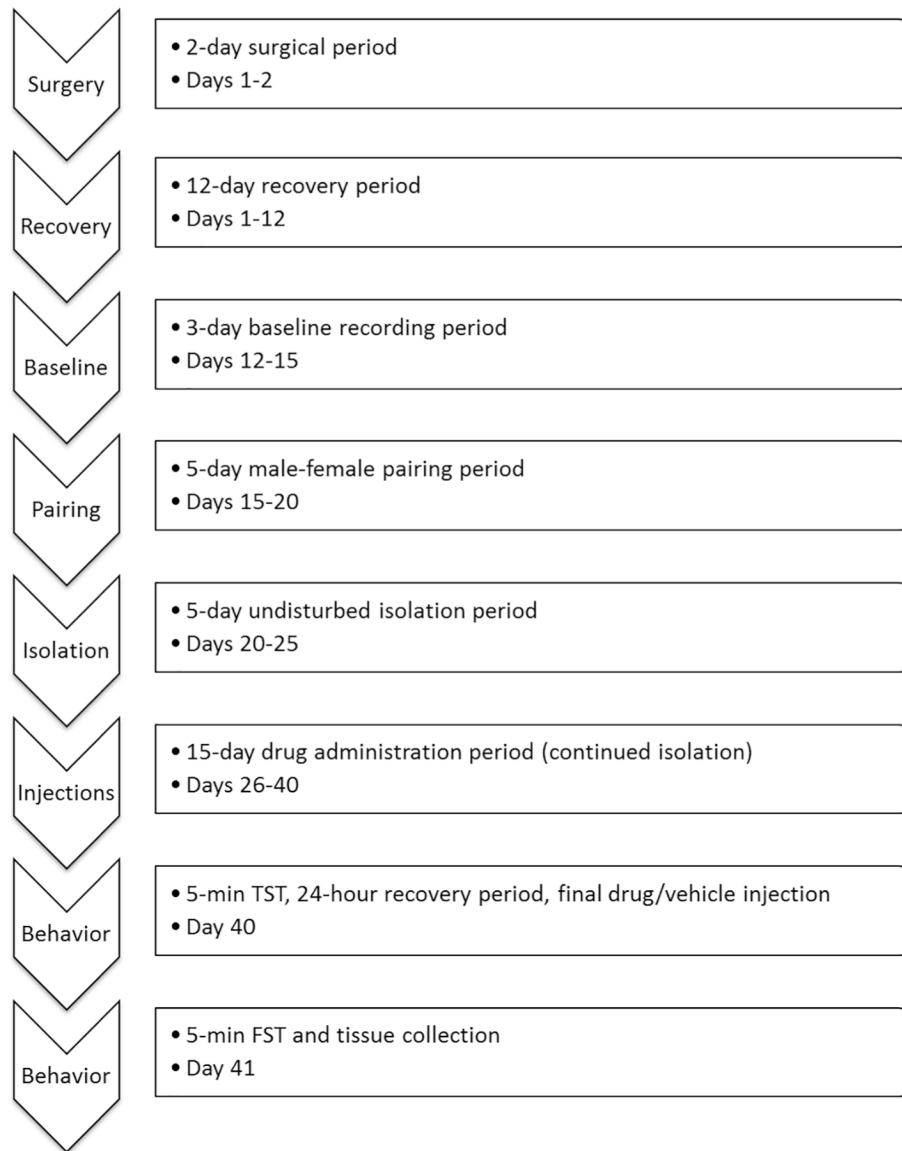 Surgery
• 2-day surgical period
• Days 1-2
Recovery
• 12-day recovery period
• Days 1-12
Baseline
• 3-day baseline recording period
• Days 12-15
Pairing
• 5-day male-female pairing period
• Days 15-20
Isolation
• 5-day undisturbed isolation period
• Days 20-25
Injections
• 15-day drug administration period (continued isolation)
• Days 26-40
Behavior
• 5-min TST, 24-hour recovery period, final drug/vehicle injection
• Day 40
Behavior
• 5-min FST and tissue collection
• Day 41